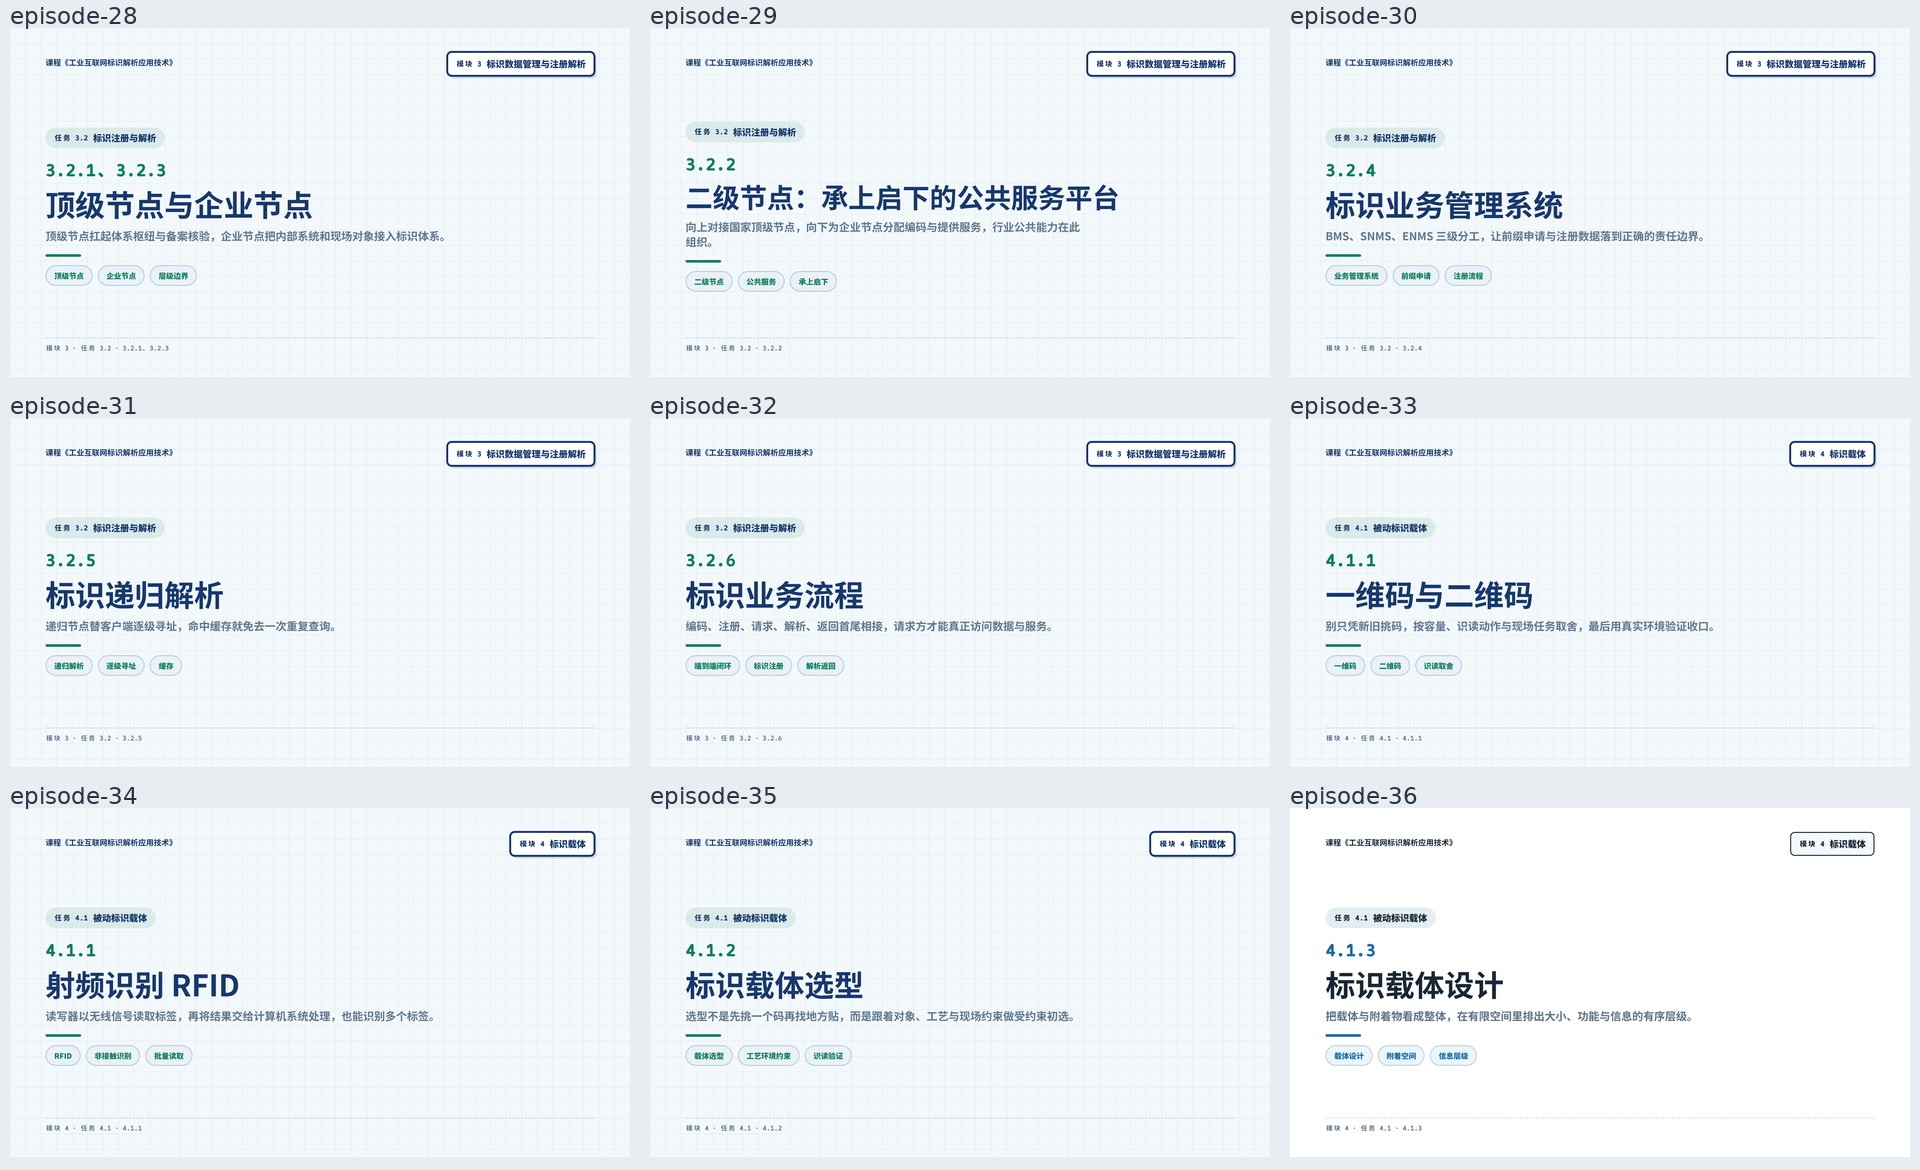 episode-28
课程《工业互联网标识解析应用技术》
模块 3 标识数据管理与注册解析
任务 3.2 标识注册与解析
3.2.1、3.2.3
顶级节点与企业节点
顶级节点扛起体系枢纽与备案核验，企业节点把内部系统和现场对象接入标识体系。
顶级节点 企业节点 层级边界
模块 3 · 任务 3.2 · 3.2.1、3.2.3
episode-29
课程《工业互联网标识解析应用技术》
模块 3 标识数据管理与注册解析
任务 3.2 标识注册与解析
3.2.2
二级节点：承上启下的公共服务平台
向上对接国家顶级节点，向下为企业节点分配编码与提供服务，行业公共能力在此
组织。
二级节点 公共服务 承上启下
模块 3 · 任务 3.2 · 3.2.2
episode-30
课程《工业互联网标识解析应用技术》
模块 3 标识数据管理与注册解析
任务 3.2 标识注册与解析
3.2.4
标识业务管理系统
BMS、SNMS、ENMS 三级分工，让前缀申请与注册数据落到正确的责任边界。
业务管理系统 前缀申请 注册流程
模块 3 · 任务 3.2 · 3.2.4
episode-31
课程《工业互联网标识解析应用技术》
模块 3 标识数据管理与注册解析
任务 3.2 标识注册与解析
3.2.5
标识递归解析
递归节点替客户端逐级寻址，命中缓存就免去一次重复查询。
递归解析 逐级寻址 缓存
模块 3 · 任务 3.2 · 3.2.5
episode-32
课程《工业互联网标识解析应用技术》
模块 3 标识数据管理与注册解析
任务 3.2 标识注册与解析
3.2.6
标识业务流程
编码、注册、请求、解析、返回首尾相接，请求方才能真正访问数据与服务。
端到端闭环 标识注册 解析返回
模块 3 · 任务 3.2 · 3.2.6
episode-33
课程《工业互联网标识解析应用技术》
模块 4 标识载体
任务 4.1 被动标识载体
4.1.1
一维码与二维码
别只凭新旧挑码，按容量、识读动作与现场任务取舍，最后用真实环境验证收口。
一维码 二维码 识读取舍
模块 4 · 任务 4.1 · 4.1.1
episode-34
课程《工业互联网标识解析应用技术》
模块 4 标识载体
任务 4.1 被动标识载体
4.1.1
射频识别 RFID
读写器以无线信号读取标签，再将结果交给计算机系统处理，也能识别多个标签。
RFID 非接触识别 批量读取
模块 4 · 任务 4.1 · 4.1.1
episode-35
课程《工业互联网标识解析应用技术》
模块 4 标识载体
任务 4.1 被动标识载体
4.1.2
标识载体选型
选型不是先挑一个码再找地方贴，而是跟着对象、工艺与现场约束做受约束初选。
载体选型 工艺环境约束 识读验证
模块 4 · 任务 4.1 · 4.1.2
episode-36
课程《工业互联网标识解析应用技术》
模块 4 标识载体
任务 4.1 被动标识载体
4.1.3
标识载体设计
把载体与附着物看成整体，在有限空间里排出大小、功能与信息的有序层级。
载体设计 附着空间 信息层级
模块 4 · 任务 4.1 · 4.1.3